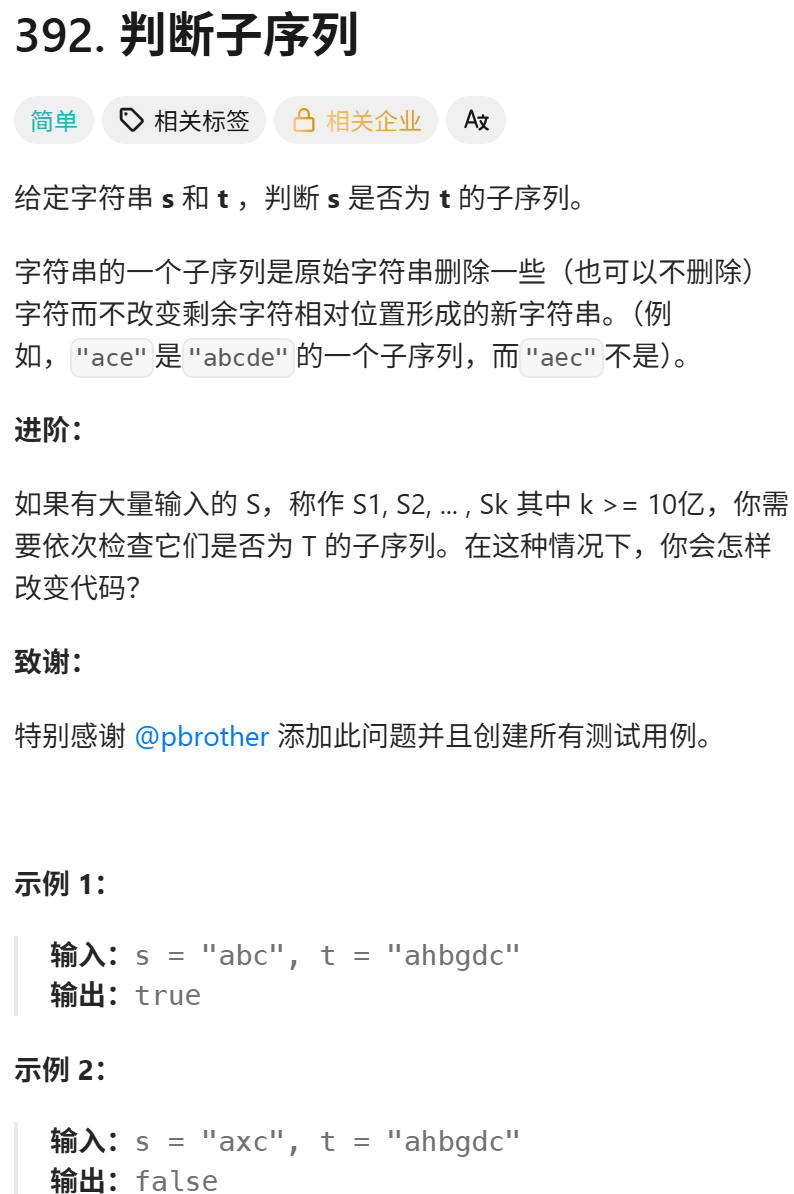 392. 判断子序列
简单 相关标签 相关企业 A文
给定字符串 s 和 t ，判断 s 是否为 t 的子序列。
字符串的一个子序列是原始字符串删除一些（也可以不删除）
字符而不改变剩余字符相对位置形成的新字符串。（例
如，"ace"是"abcde"的一个子序列，而"aec"不是）。
进阶：
如果有大量输入的 S，称作 S1, S2, ... , Sk 其中 k >= 10亿，你需
要依次检查它们是否为 T 的子序列。在这种情况下，你会怎样
改变代码？
致谢：
特别感谢 @pbrother 添加此问题并且创建所有测试用例。
示例 1：
输入：s = "abc", t = "ahbgdc"
输出：true
示例 2：
输入：s = "axc", t = "ahbgdc"
输出：false